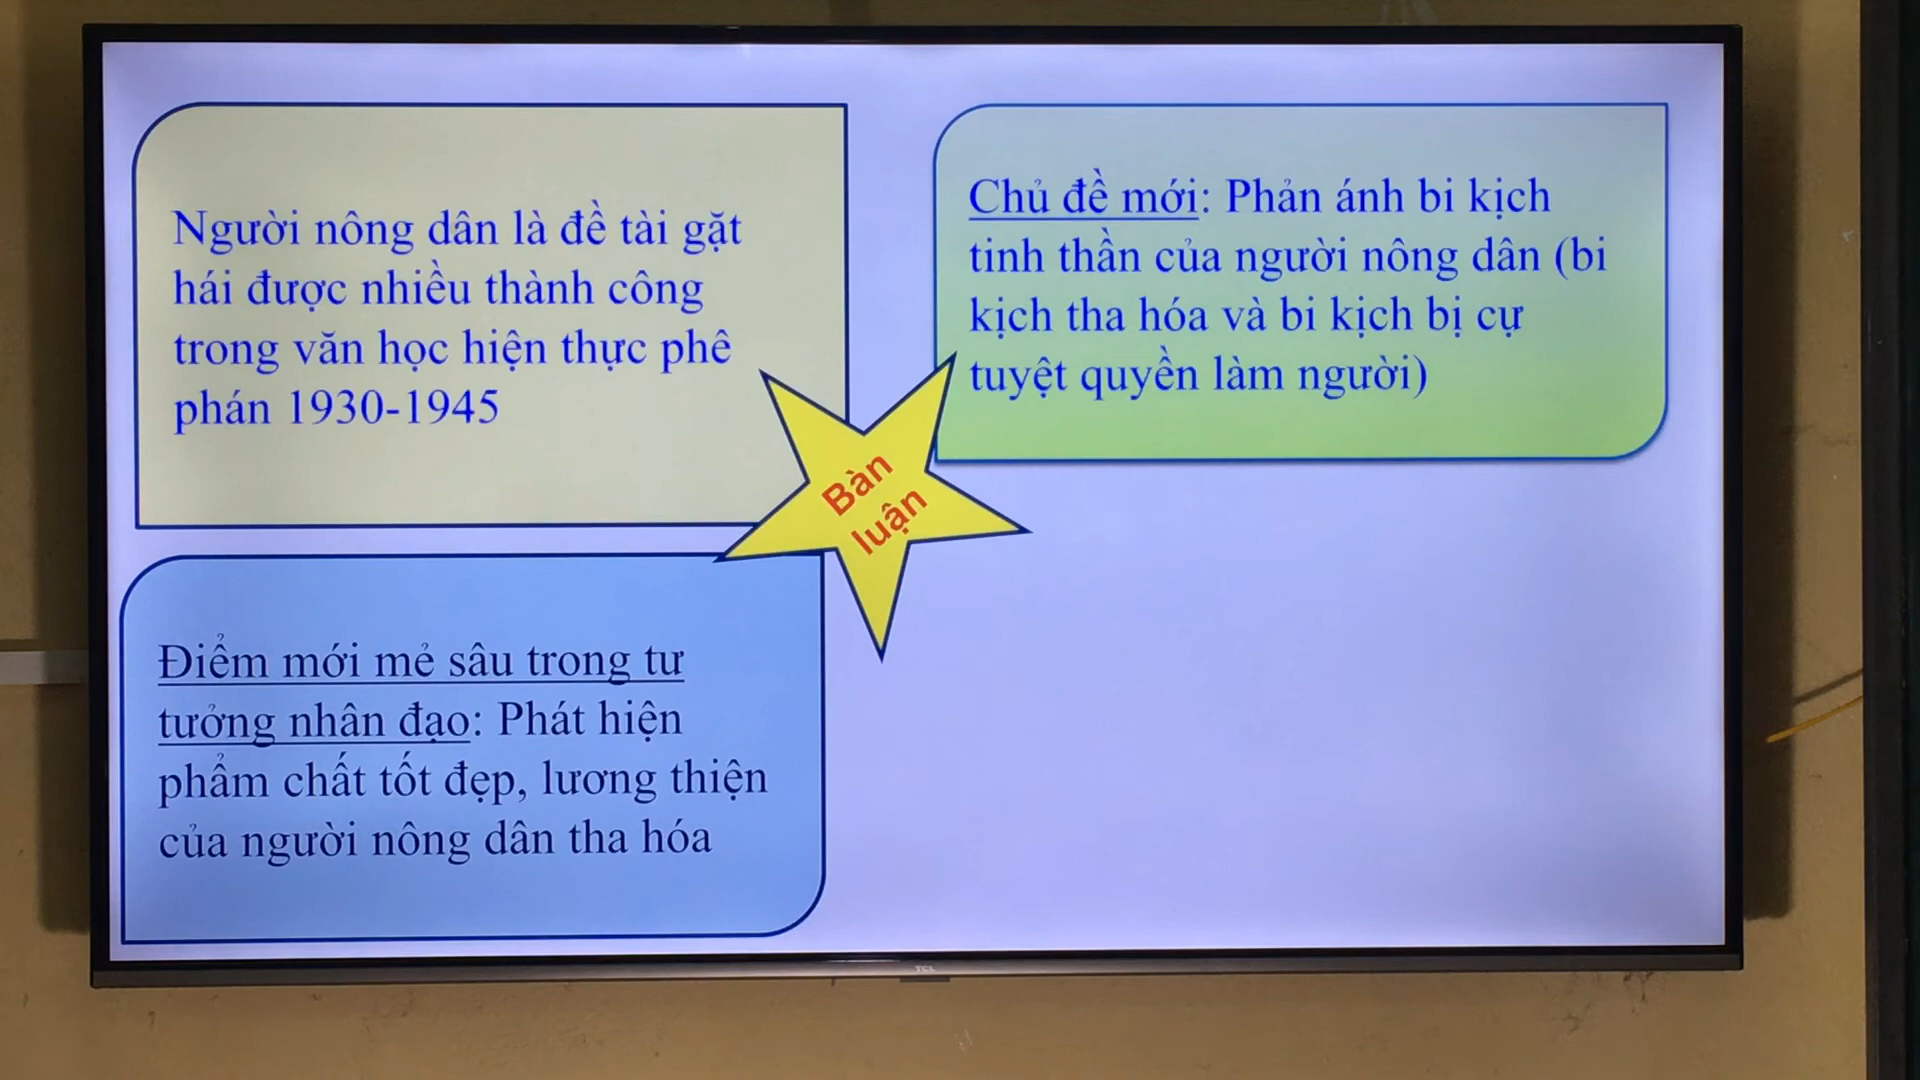 Người nông dân là đề tài gặt
hái được nhiều thành công
trong văn học hiện thực phê
phán 1930-1945
Chủ đề mới: Phản ánh bi kịch
tinh thần của người nông dân (bi
kịch tha hóa và bi kịch bị cự
tuyệt quyền làm người)
Bàn
luận
Điểm mới mẻ sâu trong tư
tưởng nhân đạo: Phát hiện
phẩm chất tốt đẹp, lương thiện
của người nông dân tha hóa
TCL